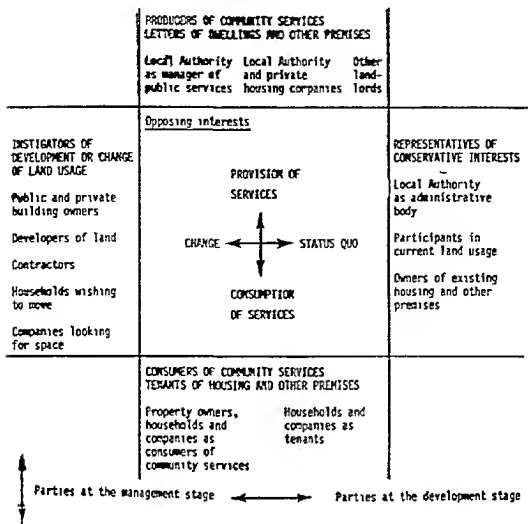 PRODUCERS OF COMMUNITY SERVICES
LETTERS OF DWELLINGS AND OTHER PREMISES
Local Authority
as manager of
public services
Local Authority
and private
housing companies
Other
land-
lords
INSTIGATORS OF
DEVELOPMENT OR CHANGE
OF LAND USAGE
Public and private
building owners
Developers of land
Contractors
Households wishing
to move
Companies looking
for space
Opposing interests
PROVISION OF
SERVICES
CHANGE
STATUS QUO
CONSUMPTION
OF SERVICES
REPRESENTATIVES OF
CONSERVATIVE INTERESTS
Local Authority
as administrative
body
Participants in
current land usage
Owners of existing
housing and other
premises
CONSUMERS OF COMMUNITY SERVICES
TENANTS OF HOUSING AND OTHER PREMISES
Property owners,
households and
companies as
consumers of
community services
Households and
companies as
tenants
Parties at the management stage
Parties at the development stage